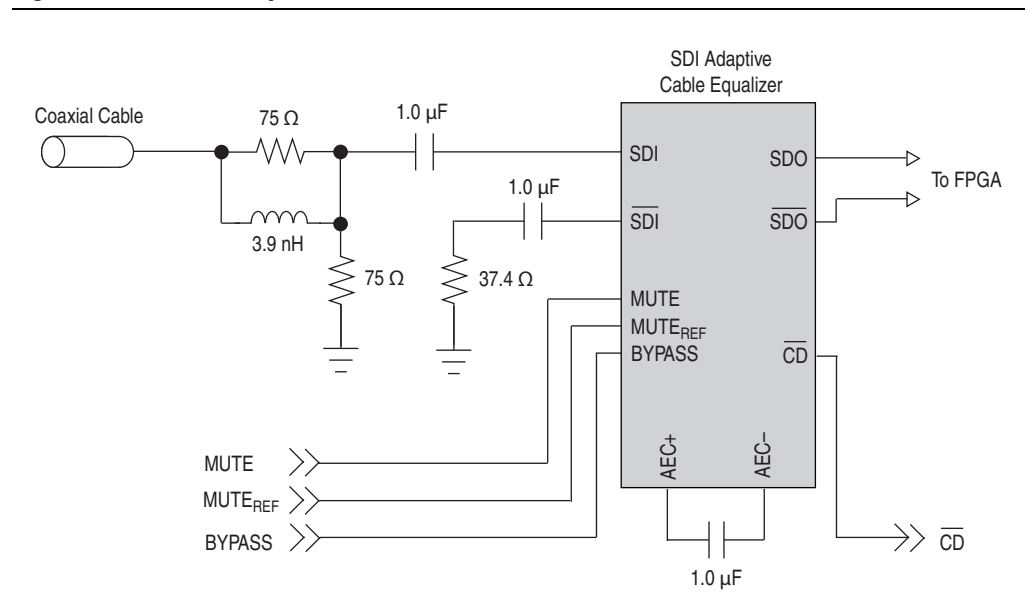 SDI Adaptive
Cable Equalizer
Coaxial Cable
75 Ω
1.0 µF
SDI
SDO
To FPGA
1.0 µF
SDI
SDO
3.9 nH
75 Ω
37.4 Ω
MUTE
MUTEREF
BYPASS
CD
AEC+
AEC–
MUTE
MUTEREF
BYPASS
CD
1.0 µF